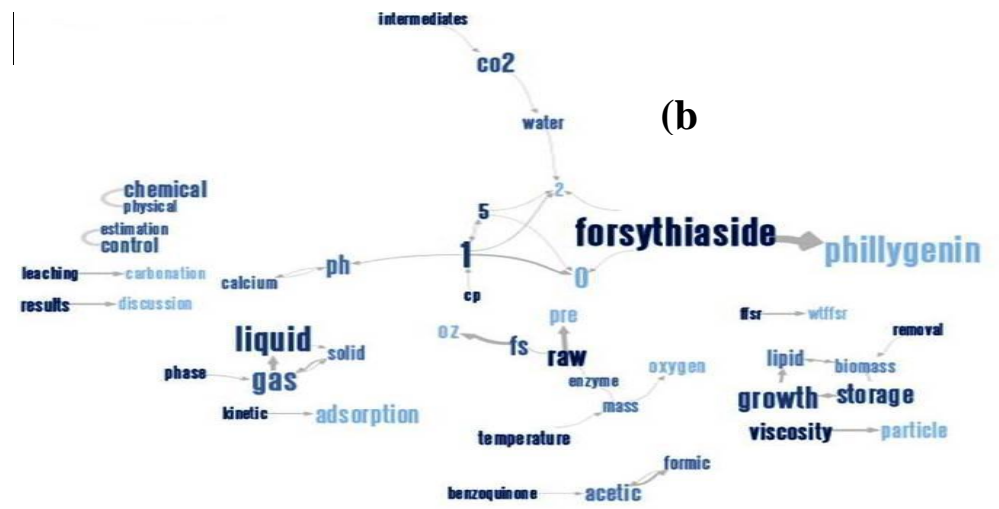 intermediates
co2
water
(b
2
chemical
physical
5
forsythiaside
phillygenin
estimation
control
1
leaching
carbonation
ph
0
calcium
cp
results
discussion
pre
ffsr
wtffsr
oz
fs
removal
liquid
solid
raw
oxygen
lipid
biomass
phase
gas
enzyme
growth
storage
kinetic
adsorption
mass
temperature
viscosity
particle
formic
benzoquinone
acetic